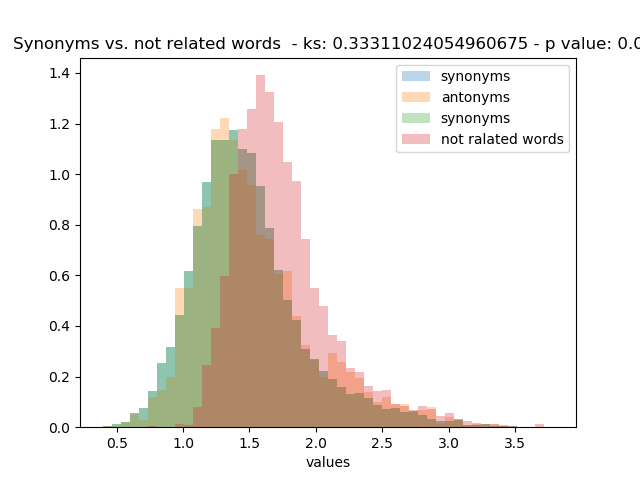 Synonyms vs. not related words - ks: 0.33311024054960675 - p value: 0.0
synonyms
antonyms
synonyms
not ralated words
1.4
1.2
1.0
0.8
0.6
0.4
0.2
0.0
0.5 1.0 1.5 2.0 2.5 3.0 3.5
values